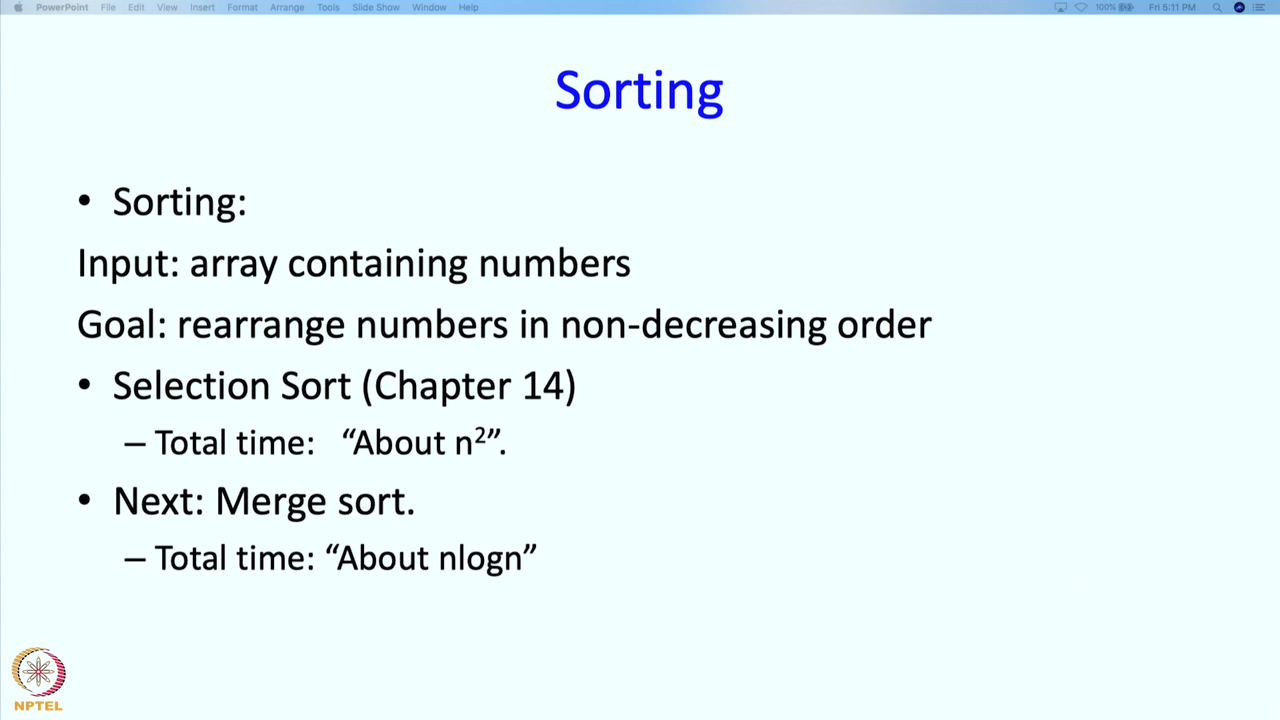 PowerPoint File Edit View Insert Format Arrange Tools Slide Show Window Help 100% Fri 5:11 PM
Sorting
• Sorting:
Input: array containing numbers
Goal: rearrange numbers in non-decreasing order
• Selection Sort (Chapter 14)
– Total time: “About n²”.
• Next: Merge sort.
– Total time: “About nlogn”
NPTEL